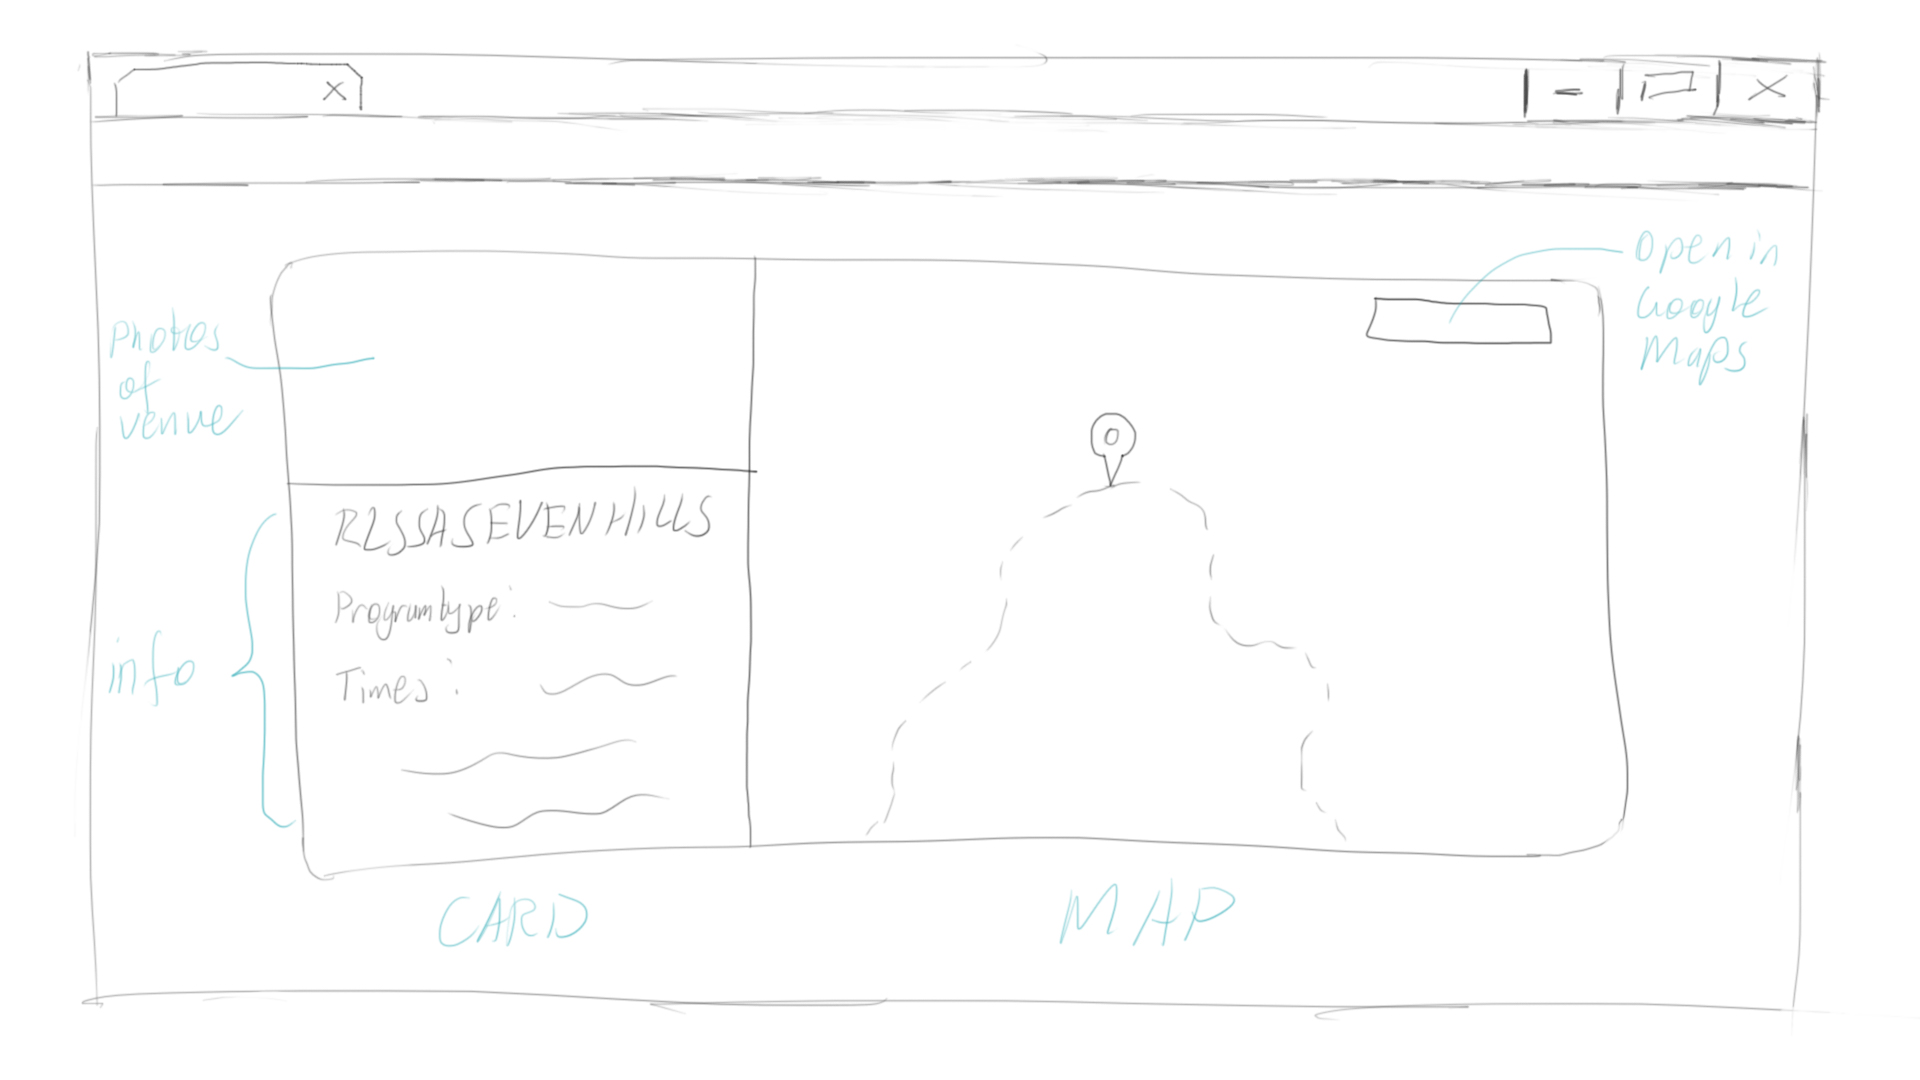 Open in
Google
Maps
Photos
of
venue
RLSSA SEVEN HILLS
Program type:
Times:
info
CARD
MAP